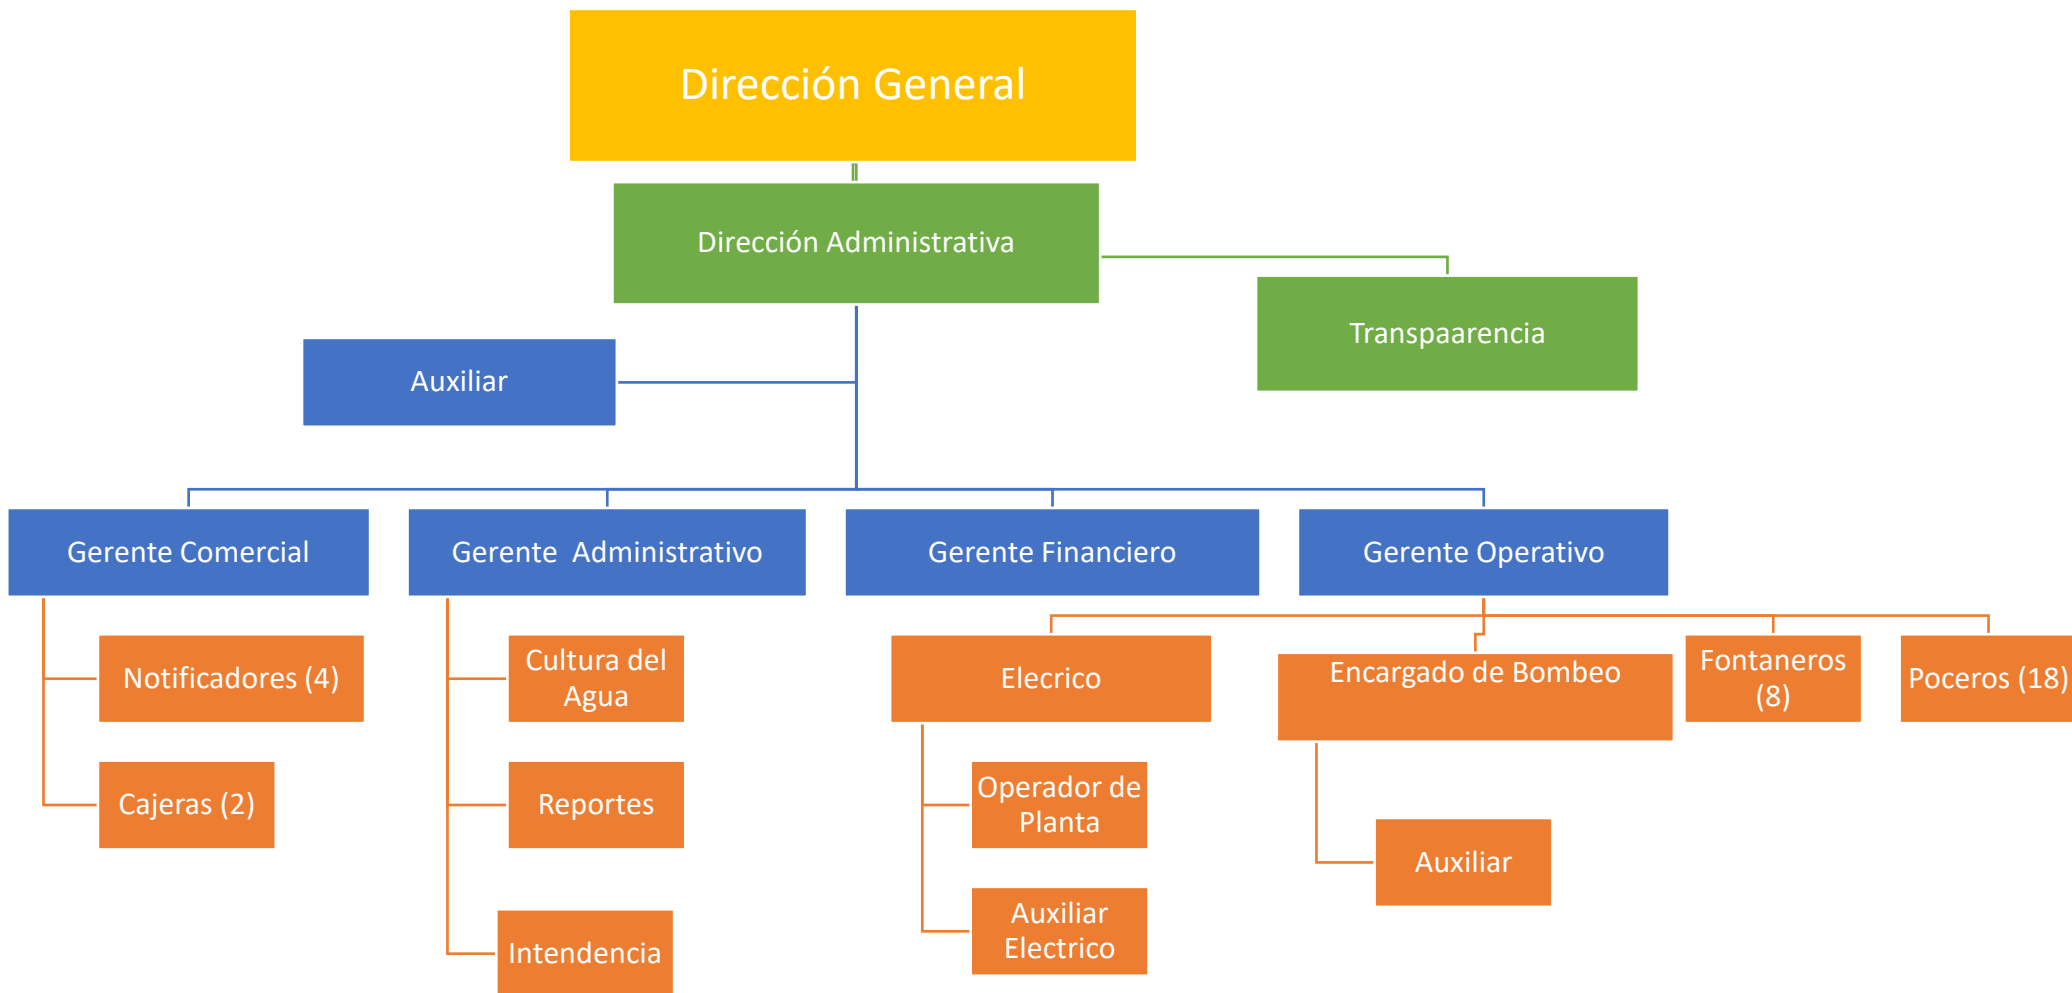 Dirección General
Dirección Administrativa
Transpaarencia
Auxiliar
Gerente Comercial
Gerente  Administrativo
Gerente Financiero
Gerente Operativo
Notificadores (4)
Cajeras (2)
Cultura del
Agua
Reportes
Intendencia
Elecrico
Operador de
Planta
Auxiliar
Electrico
Encargado de Bombeo
Auxiliar
Fontaneros
(8)
Poceros (18)